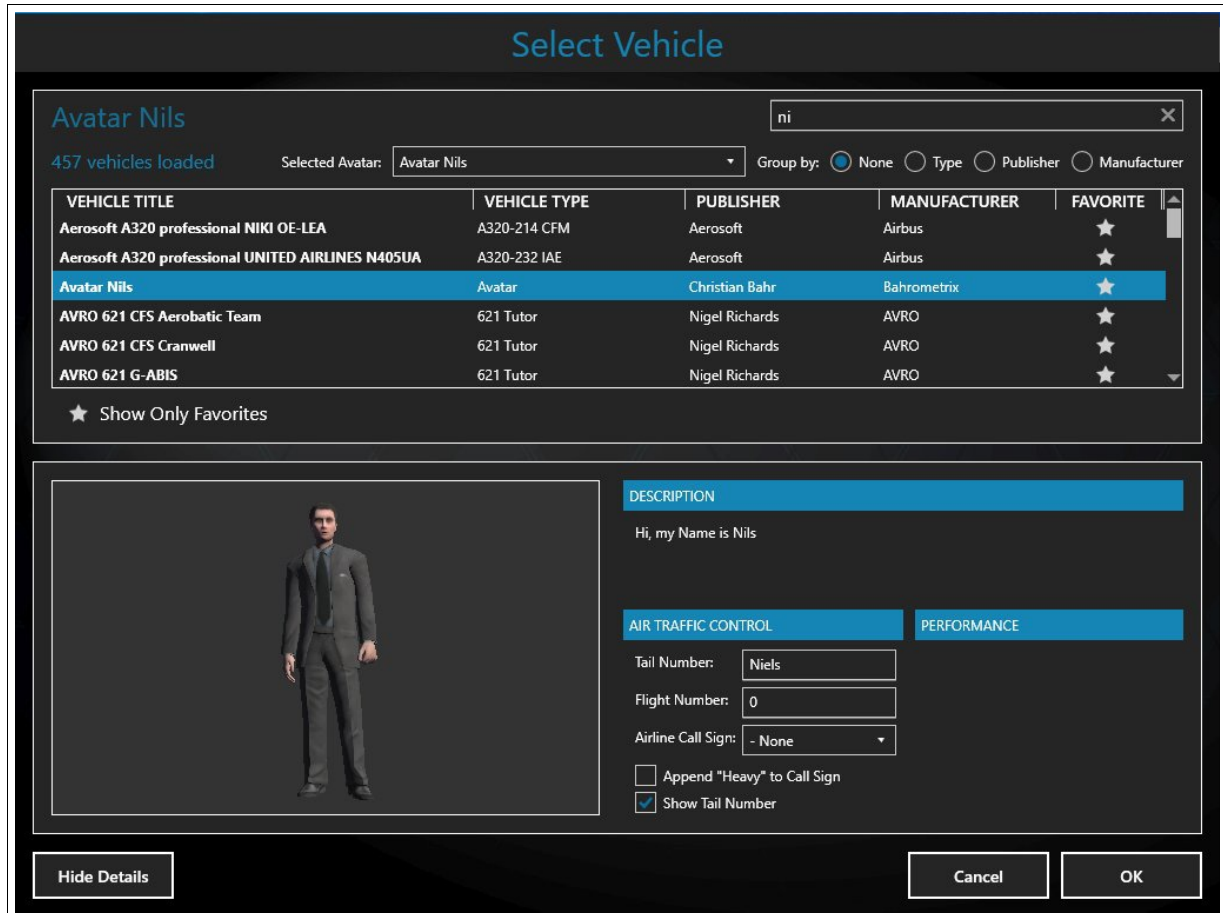 Select Vehicle
Avatar Nils
ni
457 vehicles loaded Selected Avatar: Avatar Nils Group by: None Type Publisher Manufacturer
VEHICLE TITLE VEHICLE TYPE PUBLISHER MANUFACTURER FAVORITE
Aerosoft A320 professional NIKI OE-LEA A320-214 CFM Aerosoft Airbus
Aerosoft A320 professional UNITED AIRLINES N405UA A320-232 IAE Aerosoft Airbus
Avatar Nils Avatar Christian Bahr Bahrometrix
AVRO 621 CFS Aerobatic Team 621 Tutor Nigel Richards AVRO
AVRO 621 CFS Cranwell 621 Tutor Nigel Richards AVRO
AVRO 621 G-ABIS 621 Tutor Nigel Richards AVRO
Show Only Favorites
DESCRIPTION
Hi, my Name is Nils
AIR TRAFFIC CONTROL PERFORMANCE
Tail Number: Niels
Flight Number: 0
Airline Call Sign: - None
Append "Heavy" to Call Sign
Show Tail Number
Hide Details Cancel OK